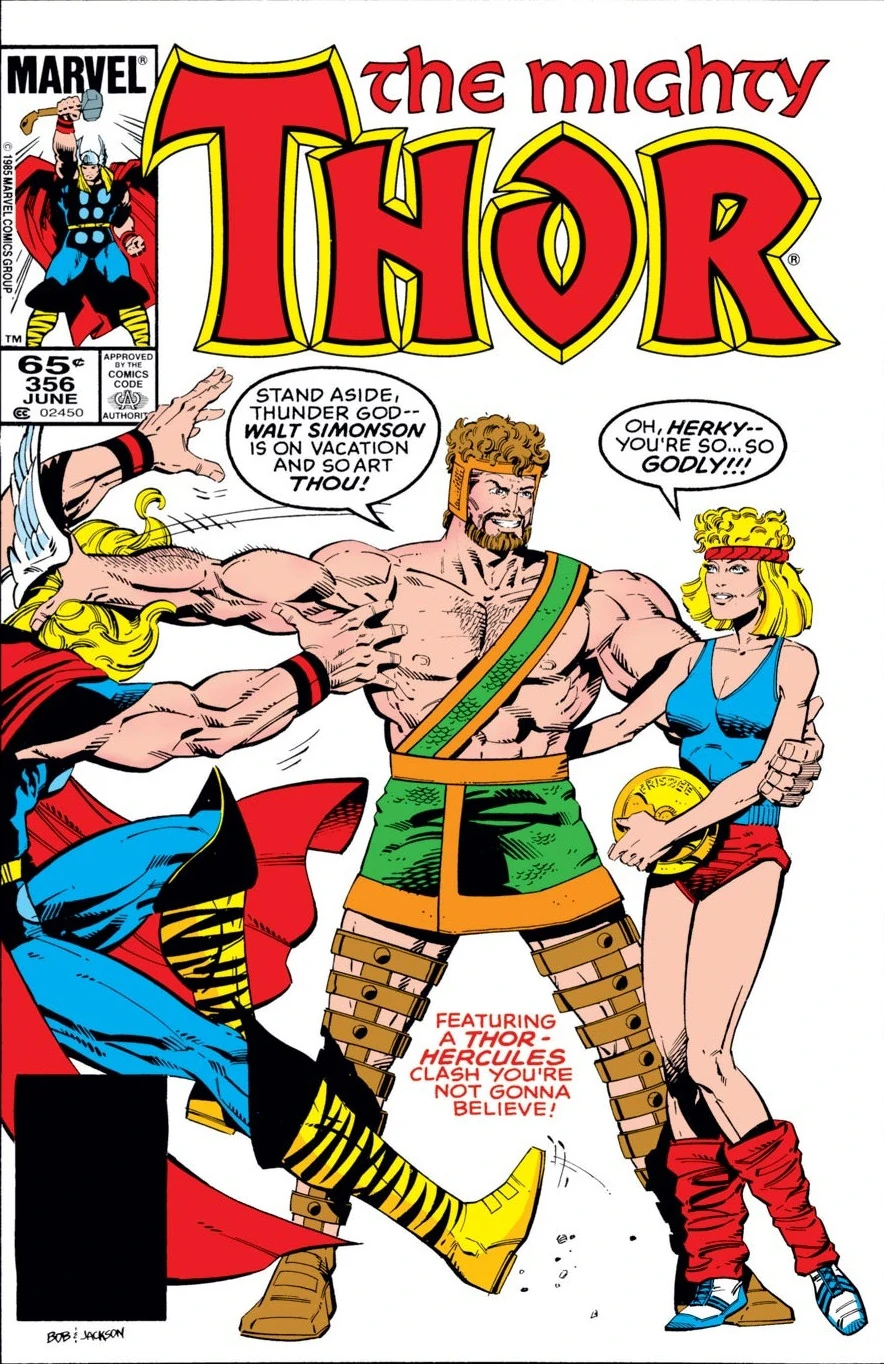 MARVEL®
the mighty
THOR®
© 1985 MARVEL COMICS GROUP
TM
65¢
356
JUNE
CC 02450
APPROVED
BY THE
COMICS
CODE
CA
AUTHORITY
STAND ASIDE,
THUNDER GOD--
WALT SIMONSON
IS ON VACATION
AND SO ART
THOU!
OH, HERKY--
YOU'RE SO...SO
GODLY!!!
FRISBEE
FEATURING
A THOR-
HERCULES
CLASH YOU'RE
NOT GONNA
BELIEVE!
BOB & JACKSON